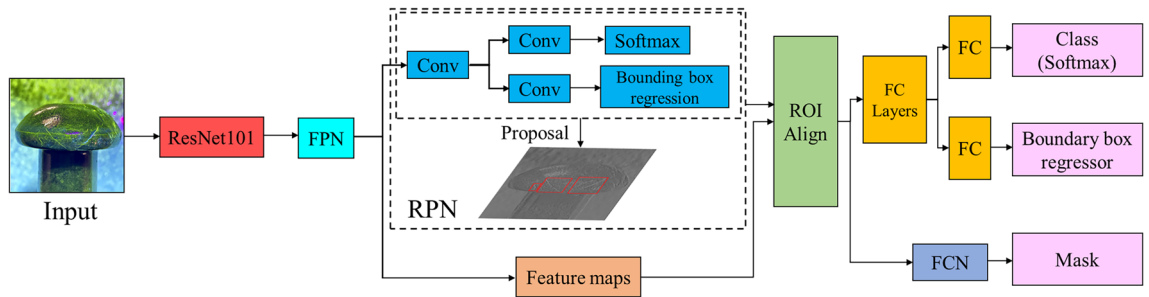 Input
ResNet101
FPN
Conv
Conv
Softmax
Conv
Bounding box
regression
Proposal
RPN
Feature maps
ROI
Align
FC
Layers
FC
Class
(Softmax)
FC
Boundary box
regressor
FCN
Mask